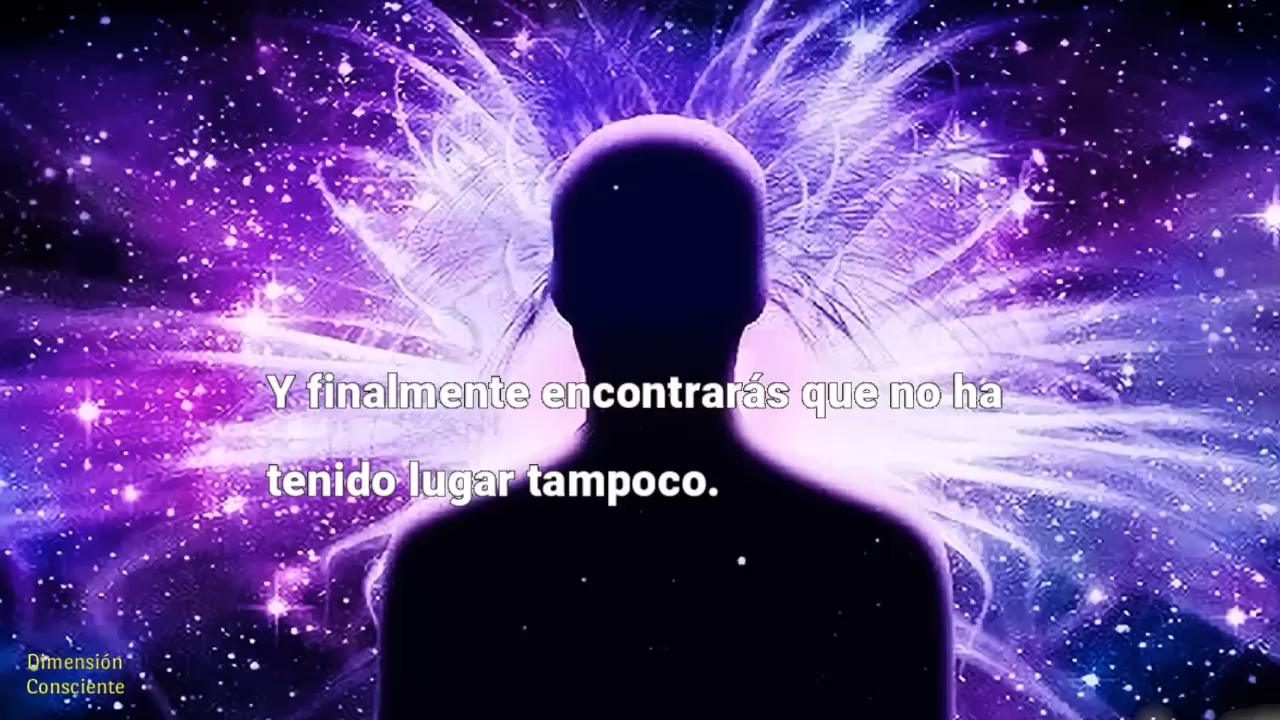 Y finalmente encontrarás que no ha
tenido lugar tampoco.
Dimensión
Consciente